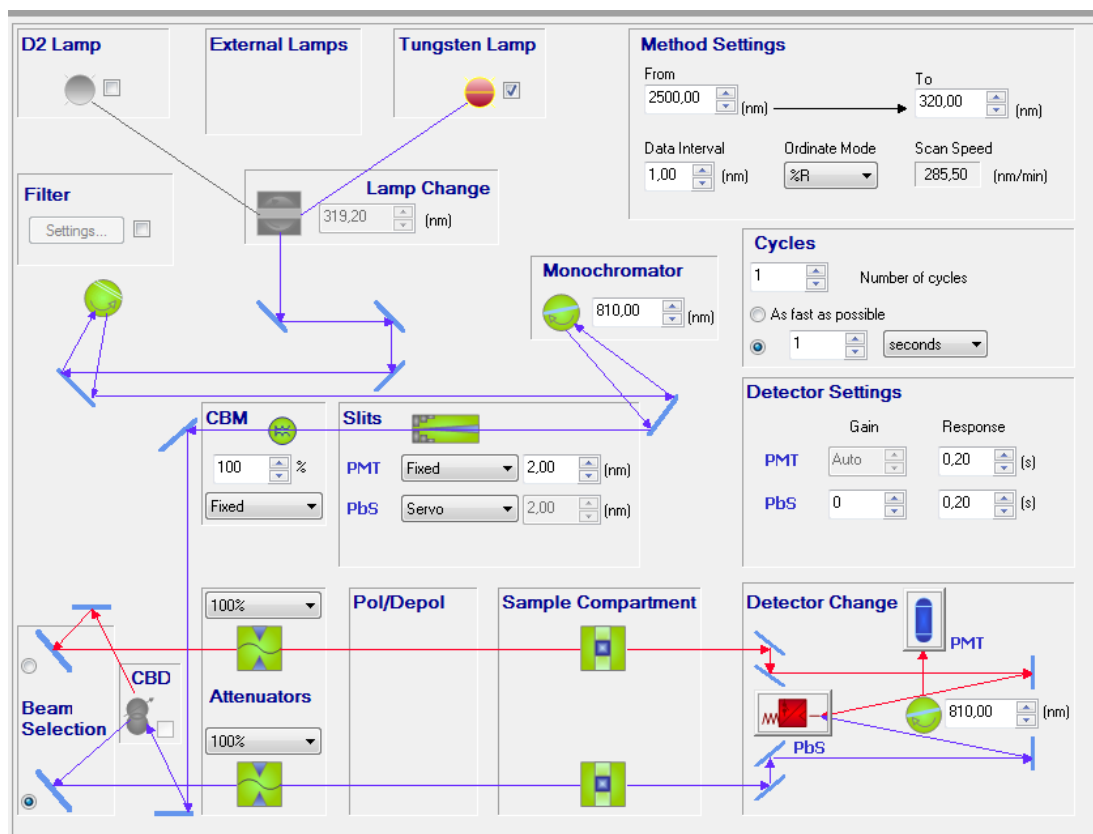 D2 Lamp
External Lamps
Tungsten Lamp
Method Settings
From
To
2500,00
(nm)
320,00
(nm)
Data Interval
Ordinate Mode
Scan Speed
1,00
(nm)
%R
285,50
(nm/min)
Filter
Settings...
Lamp Change
319,20
(nm)
Monochromator
810,00
(nm)
Cycles
1
Number of cycles
As fast as possible
1
seconds
CBM
100
%
Fixed
Slits
PMT
Fixed
2,00
(nm)
PbS
Servo
2,00
(nm)
Detector Settings
Gain
Response
PMT
Auto
0,20
(s)
PbS
0
0,20
(s)
100%
Pol/Depol
Sample Compartment
Detector Change
PMT
CBD
Beam
Selection
Attenuators
100%
810,00
(nm)
PbS